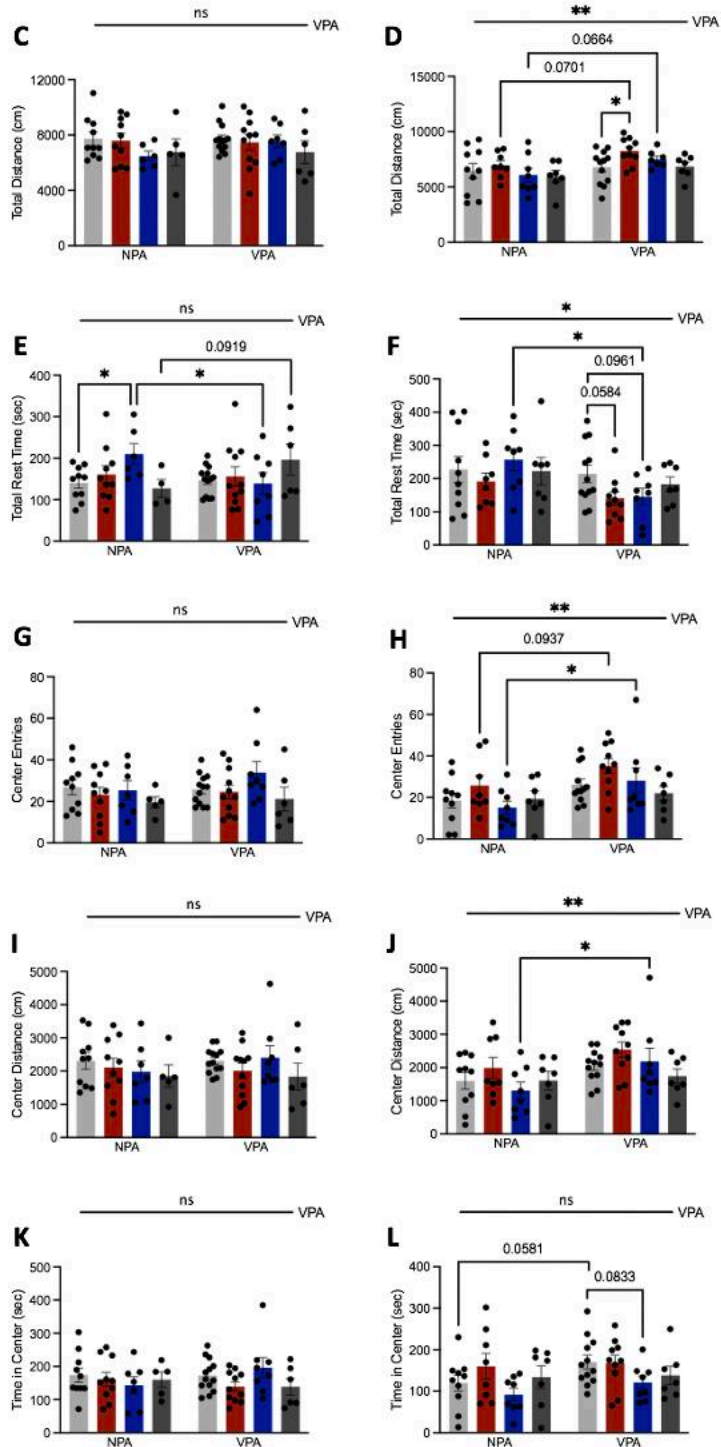 ns
VPA
C
Total Distance (cm)
12000
8000
4000
0
NPA
VPA
**
VPA
D
0.0664
0.0701
*
Total Distance (cm)
15000
10000
5000
0
NPA
VPA
ns
VPA
E
0.0919
*
*
Total Rest Time (sec)
400
300
200
100
0
NPA
VPA
*
VPA
F
*
0.0961
0.0584
Total Rest Time (sec)
500
400
300
200
100
0
NPA
VPA
ns
VPA
G
Center Entries
80
60
40
20
0
NPA
VPA
**
VPA
H
0.0937
*
Center Entries
80
60
40
20
0
NPA
VPA
ns
VPA
I
Center Distance (cm)
5000
4000
3000
2000
1000
0
NPA
VPA
**
VPA
J
*
Center Distance (cm)
5000
4000
3000
2000
1000
0
NPA
VPA
ns
VPA
K
Time in Center (sec)
500
400
300
200
100
0
NPA
VPA
ns
VPA
L
0.0581
0.0833
Time in Center (sec)
400
300
200
100
0
NPA
VPA